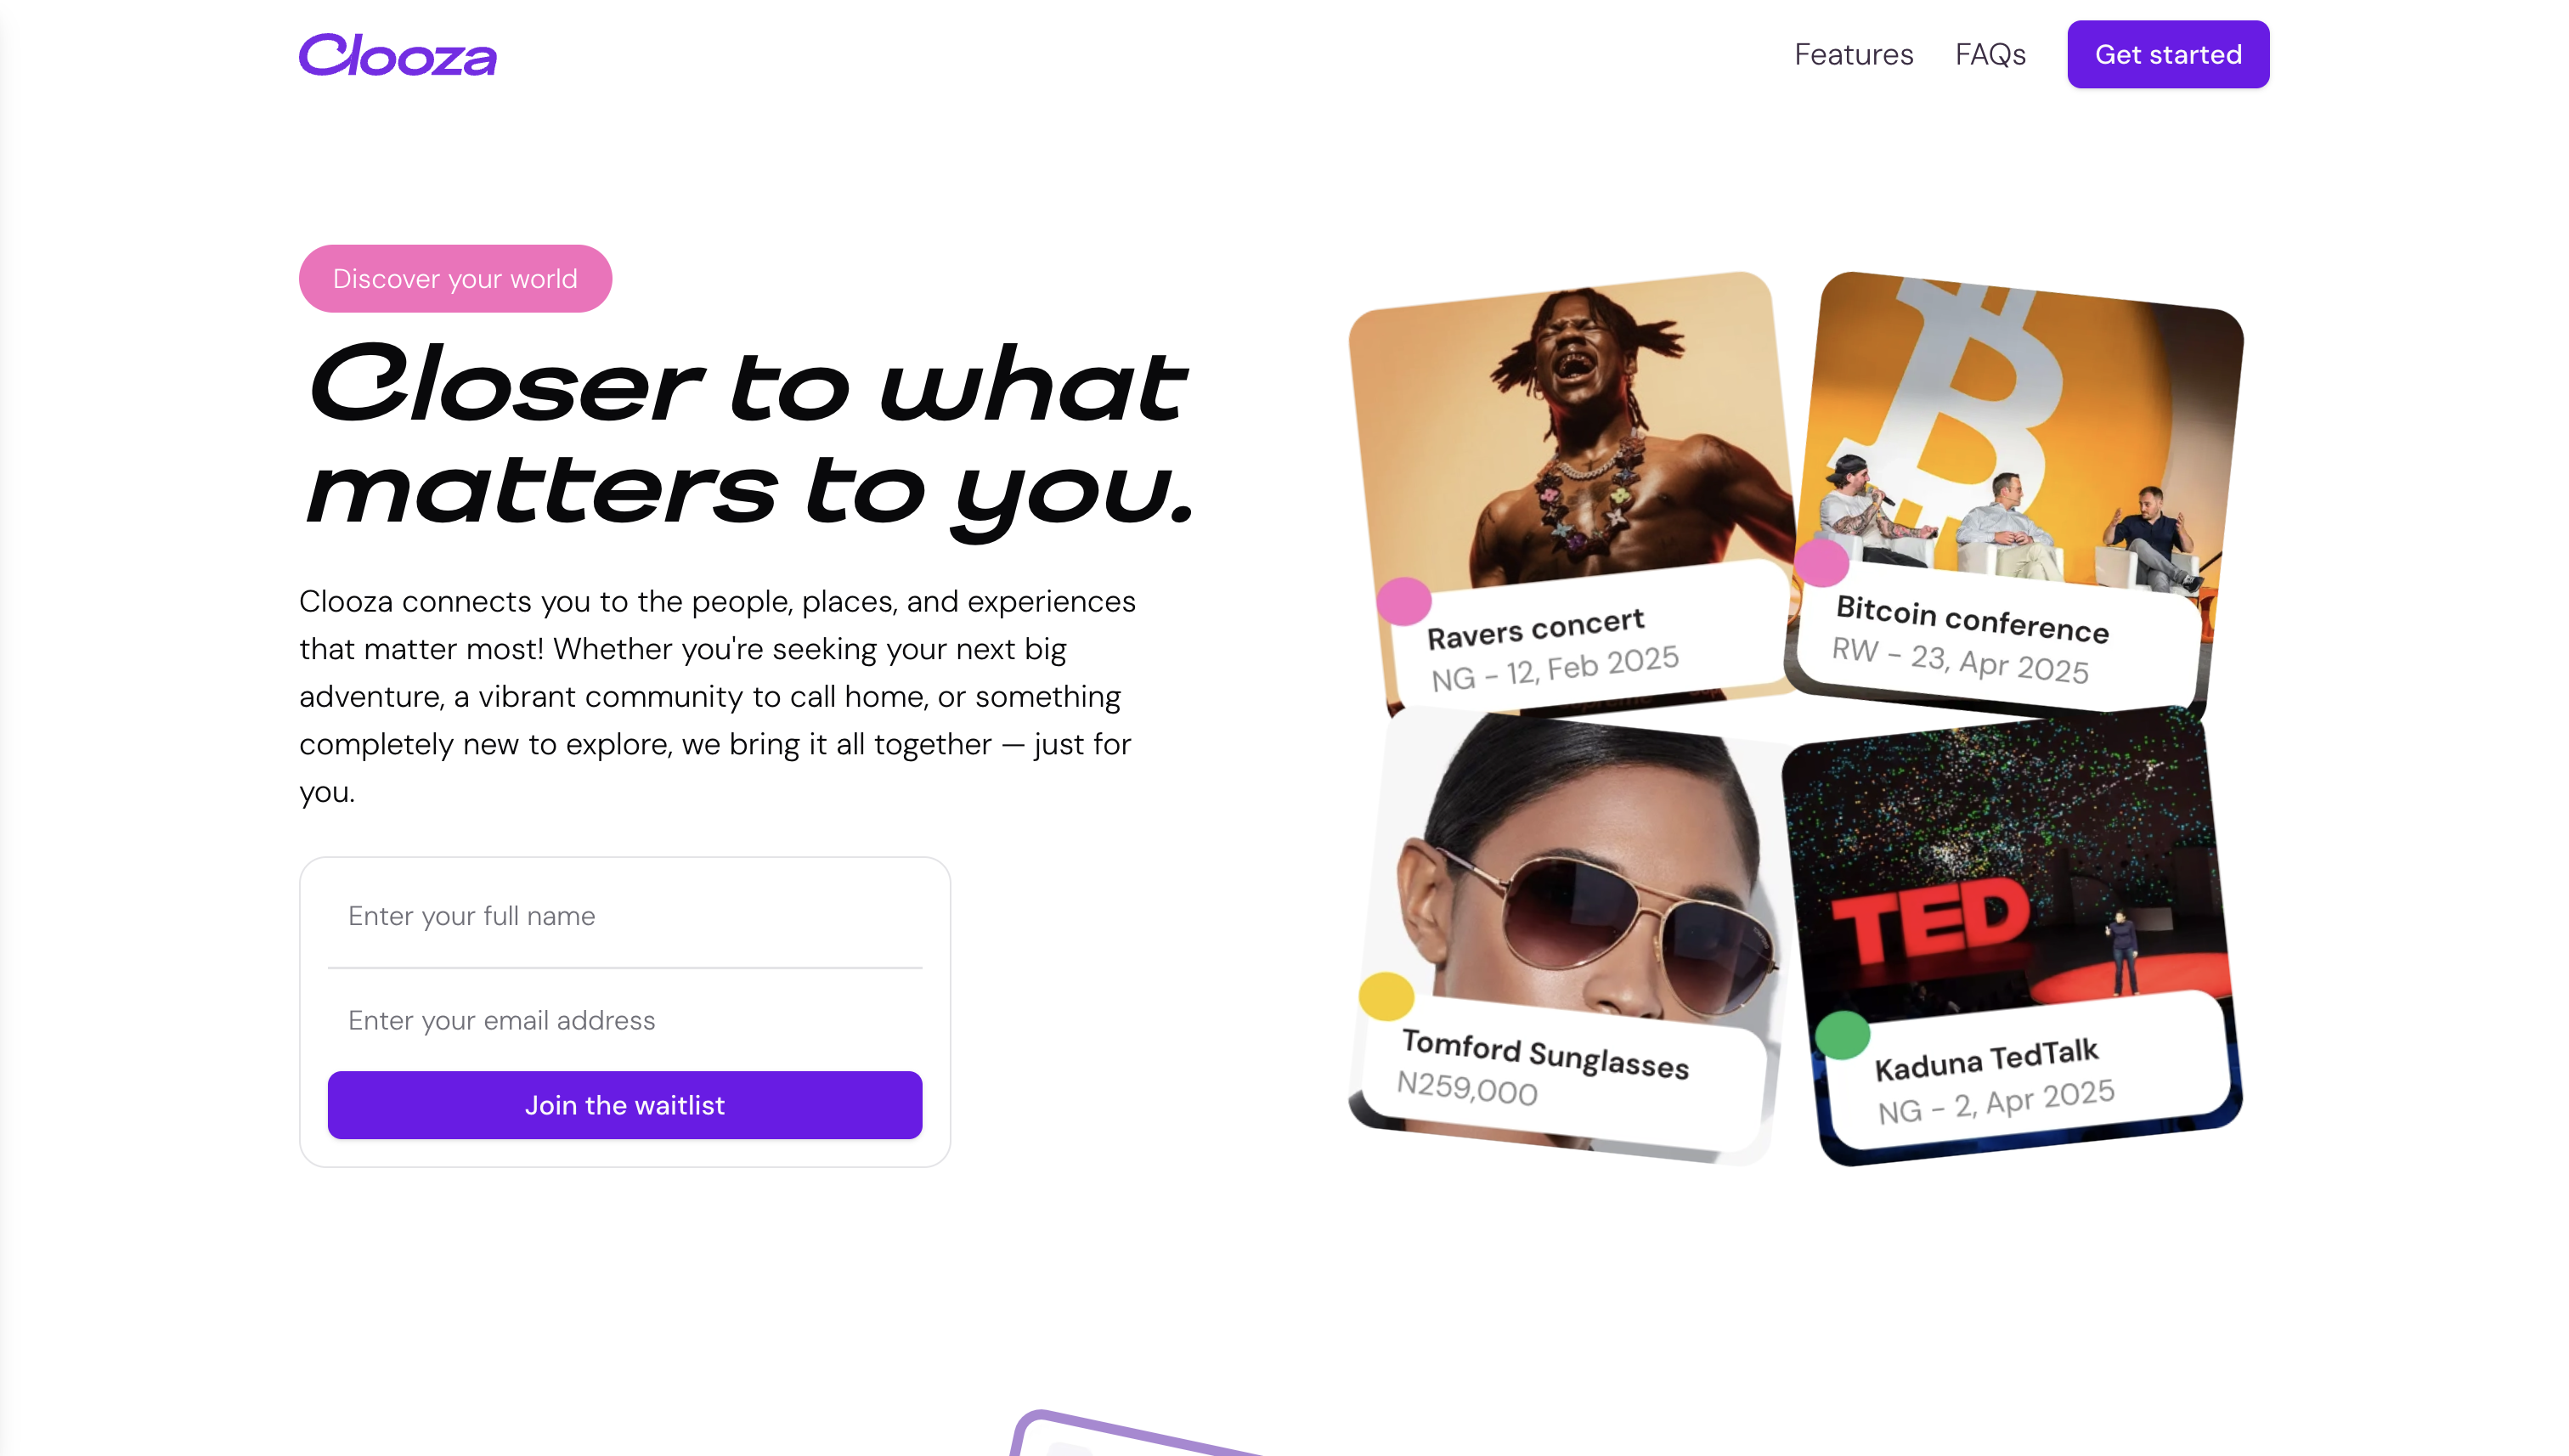 Clooza
Features
FAQs
Get started
Discover your world
Closer to what
matters to you.
Clooza connects you to the people, places, and experiences
that matter most! Whether you're seeking your next big
adventure, a vibrant community to call home, or something
completely new to explore, we bring it all together — just for
you.
Enter your full name
Enter your email address
Join the waitlist
Ravers concert
NG - 12, Feb 2025
Bitcoin conference
RW - 23, Apr 2025
Tomford Sunglasses
N259,000
TED
Kaduna TedTalk
NG - 2, Apr 2025